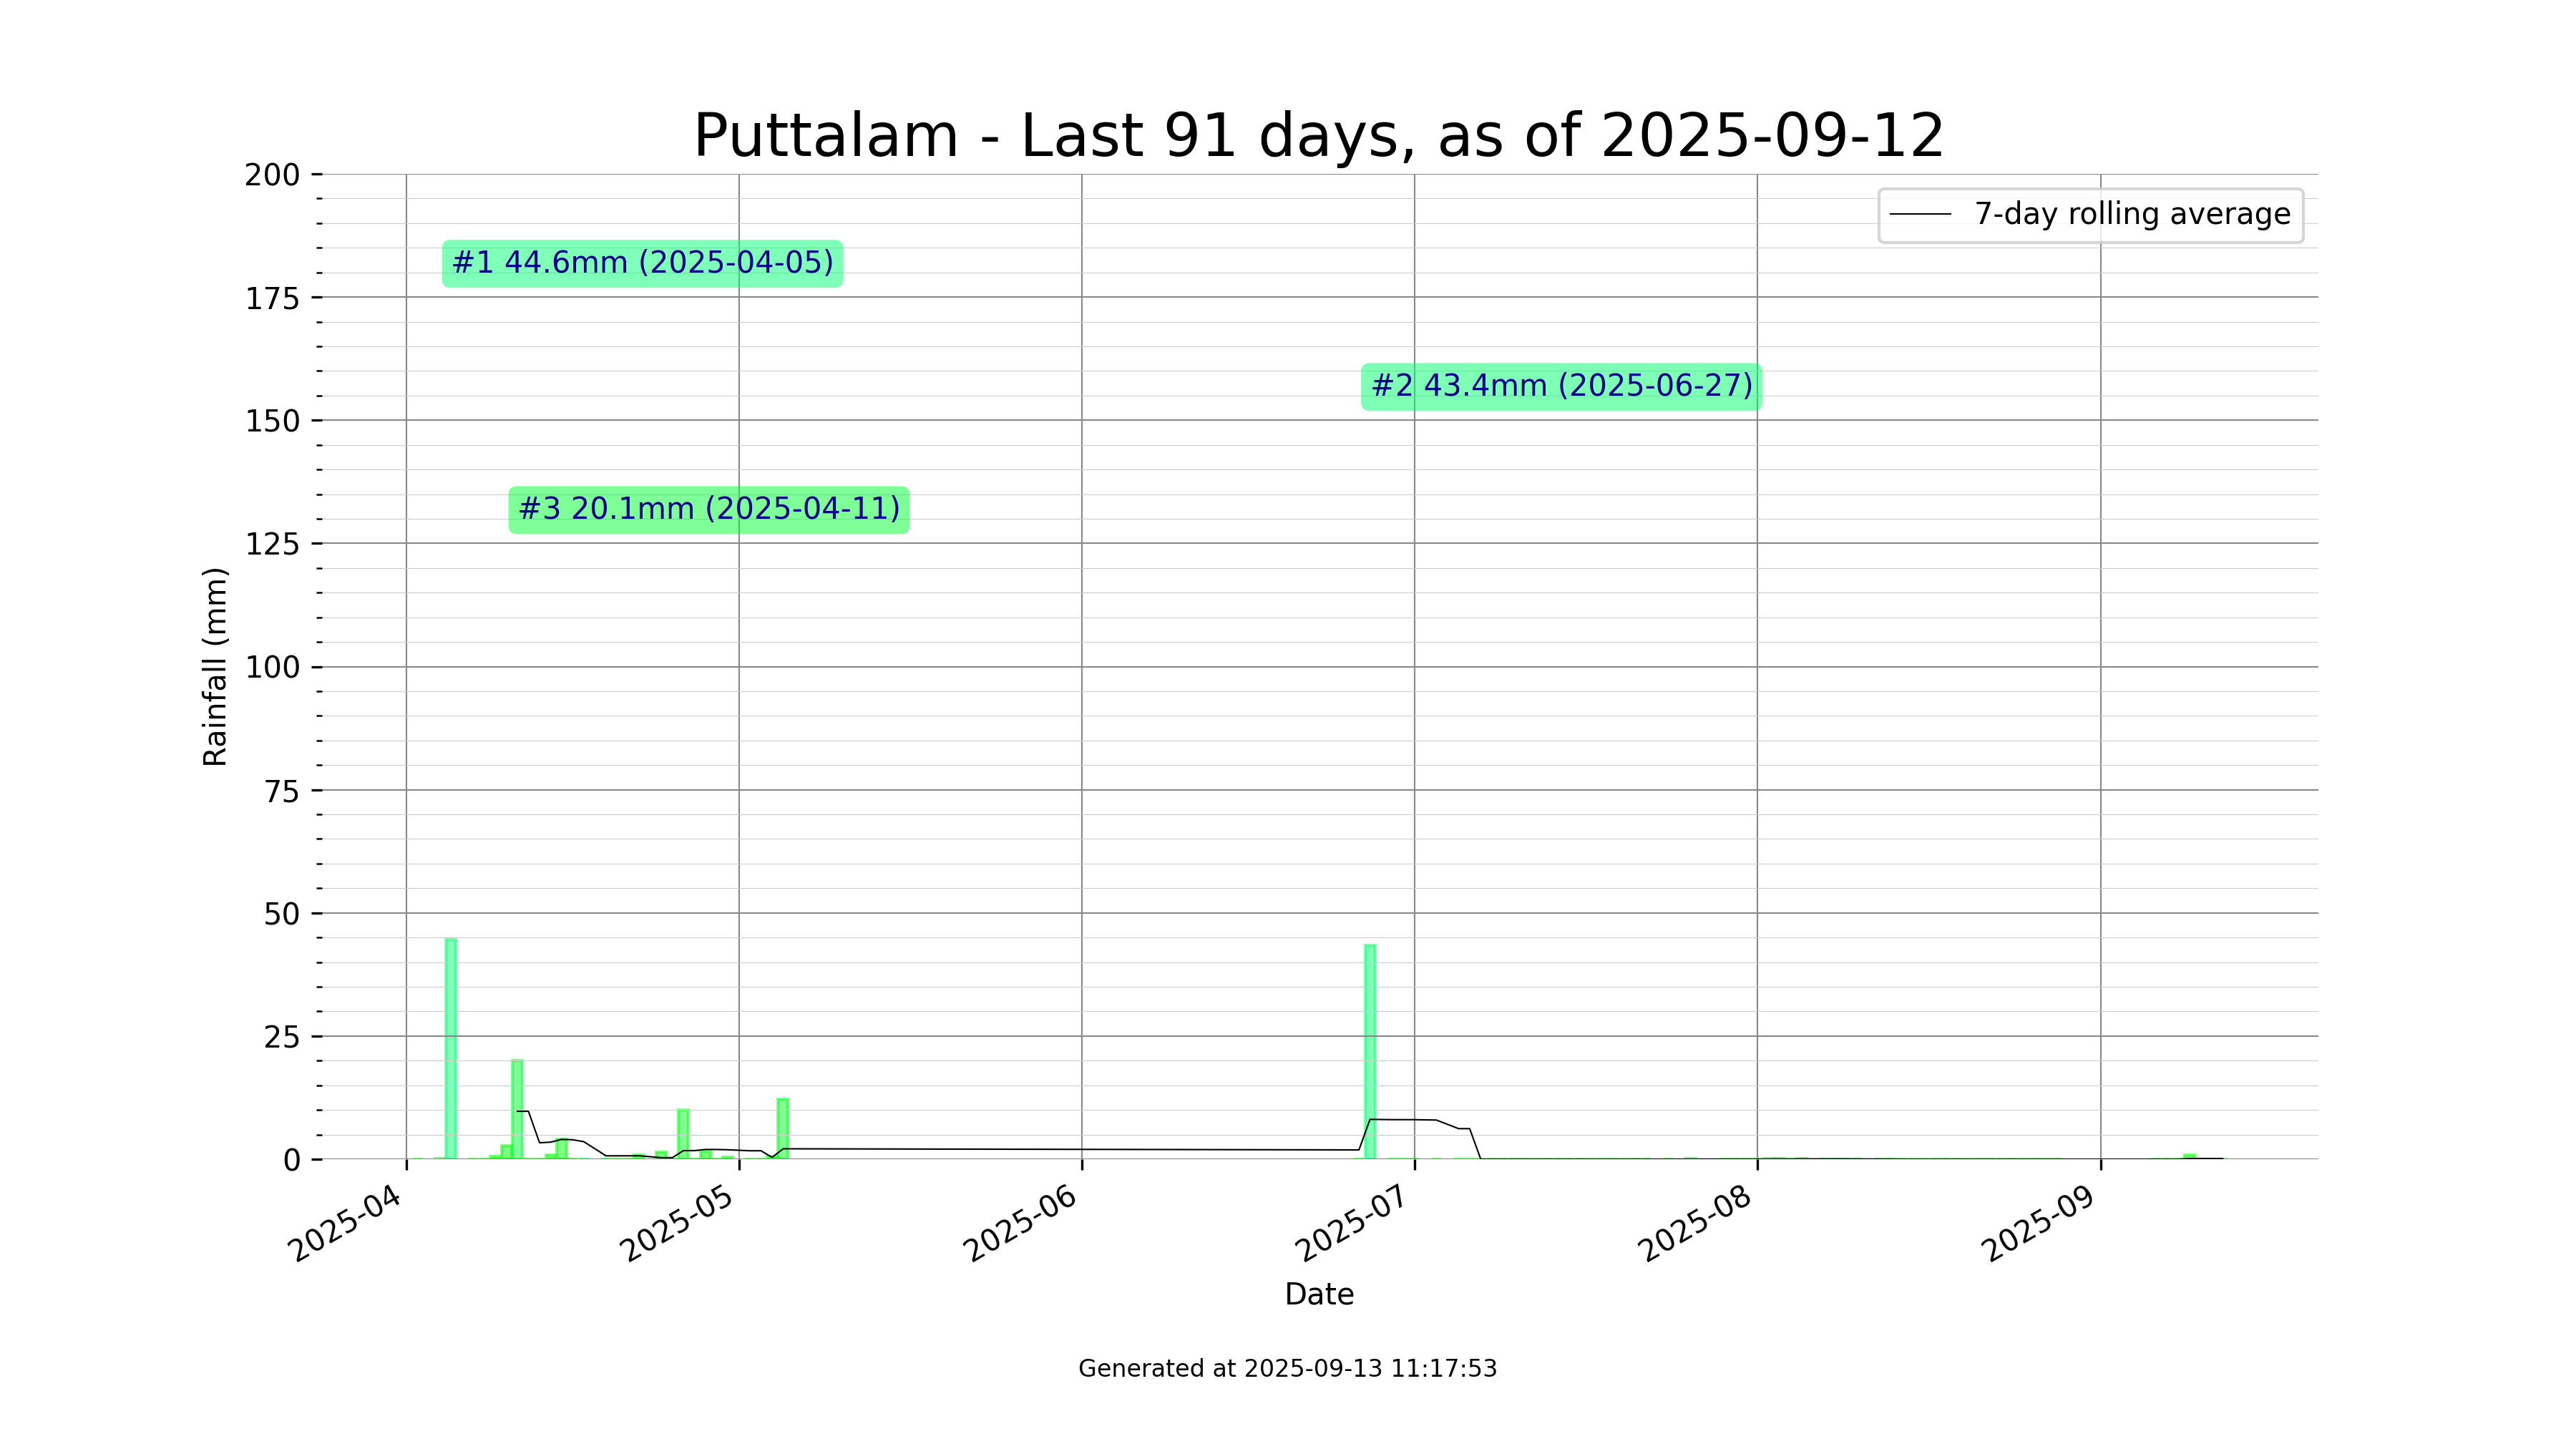 Puttalam - Last 91 days, as of 2025-09-12
200
175
150
125
100
75
50
25
0
Rainfall (mm)
7-day rolling average
#1 44.6mm (2025-04-05)
#2 43.4mm (2025-06-27)
#3 20.1mm (2025-04-11)
2025-04
2025-05
2025-06
2025-07
2025-08
2025-09
Date
Generated at 2025-09-13 11:17:53